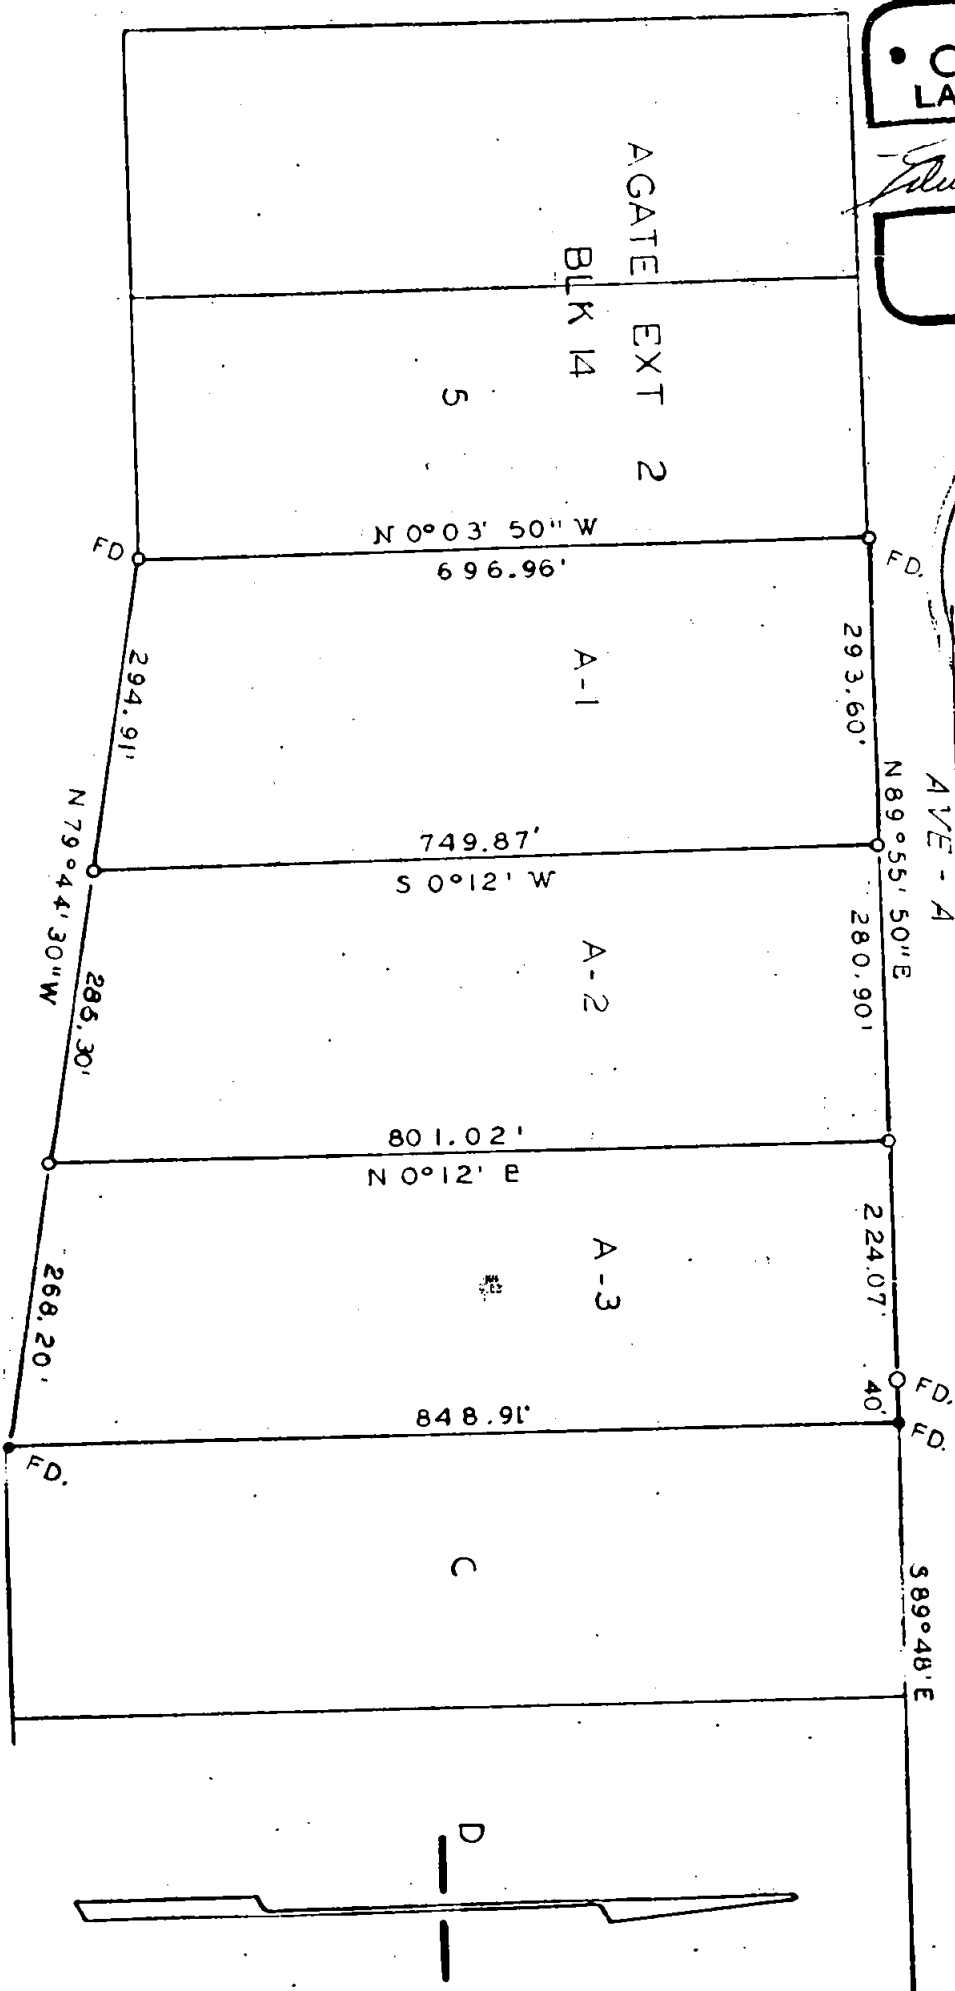 LA
AGATE EXT 2
BLK 14
5
AVE - A
N 0°03' 50" W
696.96'
FD
FD.
293.60'
N 89°55' 50" E
294.91'
A-1
749.87'
S 0°12' W
N 79°44' 30" W
280.90'
A-2
286.30'
801.02'
N 0°12' E
224.07'
A-3
268.20'
40'
FD.
FD.
848.91'
FD.
C
S 89°48' E
D